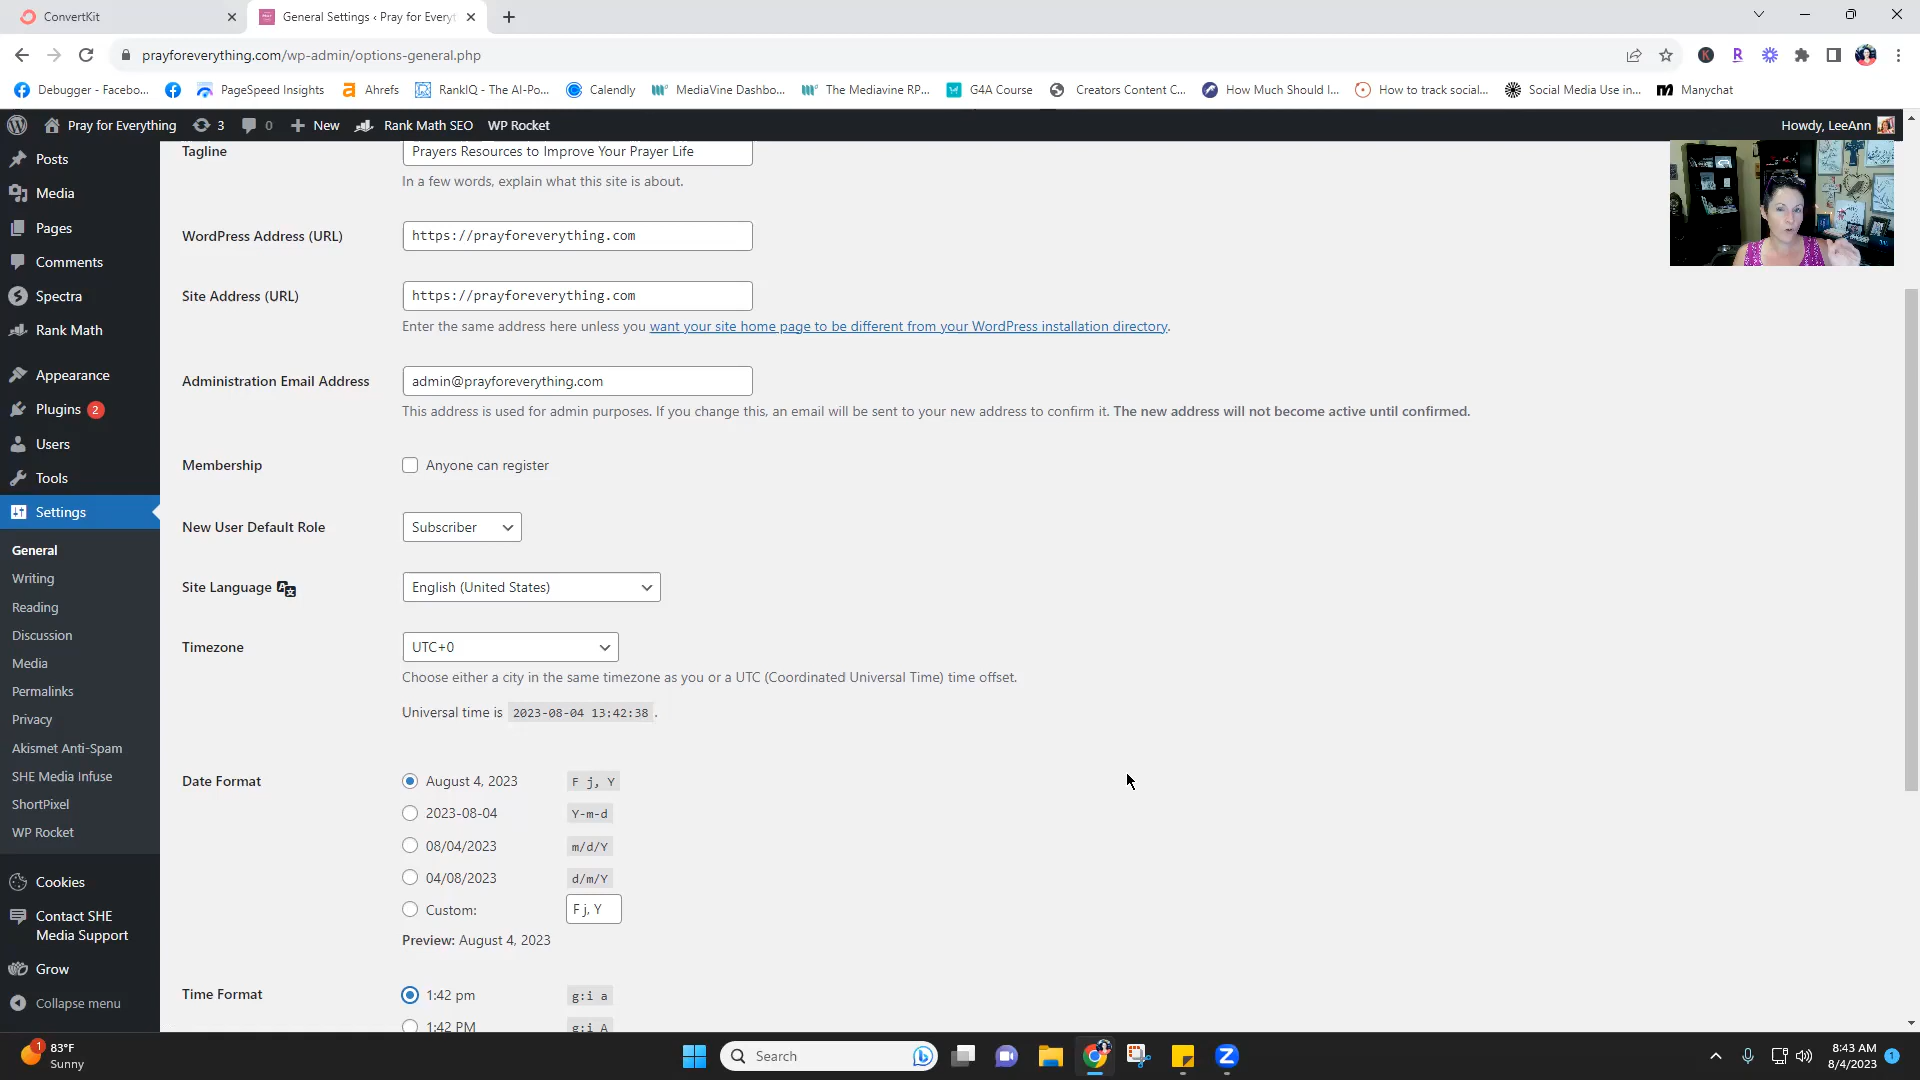 ConvertKit
General Settings ‹ Pray for Everyt
prayforeverything.com/wp-admin/options-general.php
Debugger - Facebo...
PageSpeed Insights
Ahrefs
RankIQ - The AI-Po...
Calendly
MediaVine Dashbo...
The Mediavine RP...
G4A Course
Creators Content C...
How Much Should I...
How to track social...
Social Media Use in...
Manychat
Pray for Everything
3
0
New
Rank Math SEO
WP Rocket
Howdy, LeeAnn
Posts
Media
Pages
Comments
Spectra
Rank Math
Appearance
Plugins 2
Users
Tools
Settings
General
Writing
Reading
Discussion
Media
Permalinks
Privacy
Akismet Anti-Spam
SHE Media Infuse
ShortPixel
WP Rocket
Cookies
Contact SHE
Media Support
Grow
Collapse menu
Tagline
Prayers Resources to Improve Your Prayer Life
In a few words, explain what this site is about.
WordPress Address (URL)
https://prayforeverything.com
Site Address (URL)
https://prayforeverything.com
Enter the same address here unless you want your site home page to be different from your WordPress installation directory.
Administration Email Address
admin@prayforeverything.com
This address is used for admin purposes. If you change this, an email will be sent to your new address to confirm it. The new address will not become active until confirmed.
Membership
Anyone can register
New User Default Role
Subscriber
Site Language
English (United States)
Timezone
UTC+0
Choose either a city in the same timezone as you or a UTC (Coordinated Universal Time) time offset.
Universal time is 2023-08-04 13:42:38 .
Date Format
August 4, 2023 F j, Y
2023-08-04 Y-m-d
08/04/2023 m/d/Y
04/08/2023 d/m/Y
Custom: F j, Y
Preview: August 4, 2023
Time Format
1:42 pm g:i a
1:42 PM g:i A
1
83°F
Sunny
Search
8:43 AM
8/4/2023
1